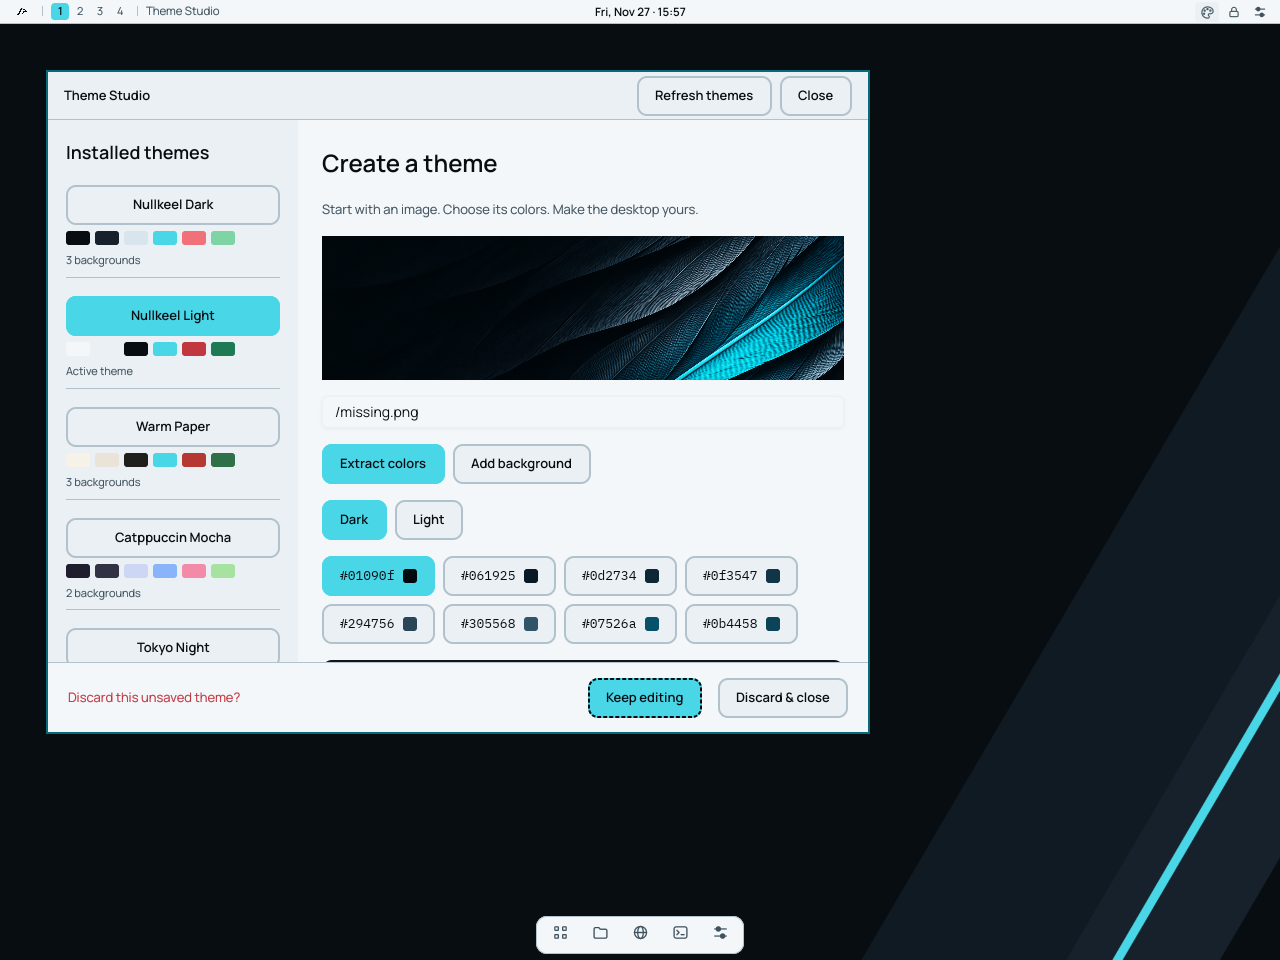 1 2 3 4 Theme Studio Fri, Nov 27 · 15:57
Theme Studio Refresh themes Close
Installed themes
Nullkeel Dark
3 backgrounds
Nullkeel Light
Active theme
Warm Paper
3 backgrounds
Catppuccin Mocha
2 backgrounds
Tokyo Night
Create a theme
Start with an image. Choose its colors. Make the desktop yours.
/missing.png
Extract colors Add background
Dark Light
#01090f #061925 #0d2734 #0f3547
#294756 #305568 #07526a #0b4458
Discard this unsaved theme? Keep editing Discard & close